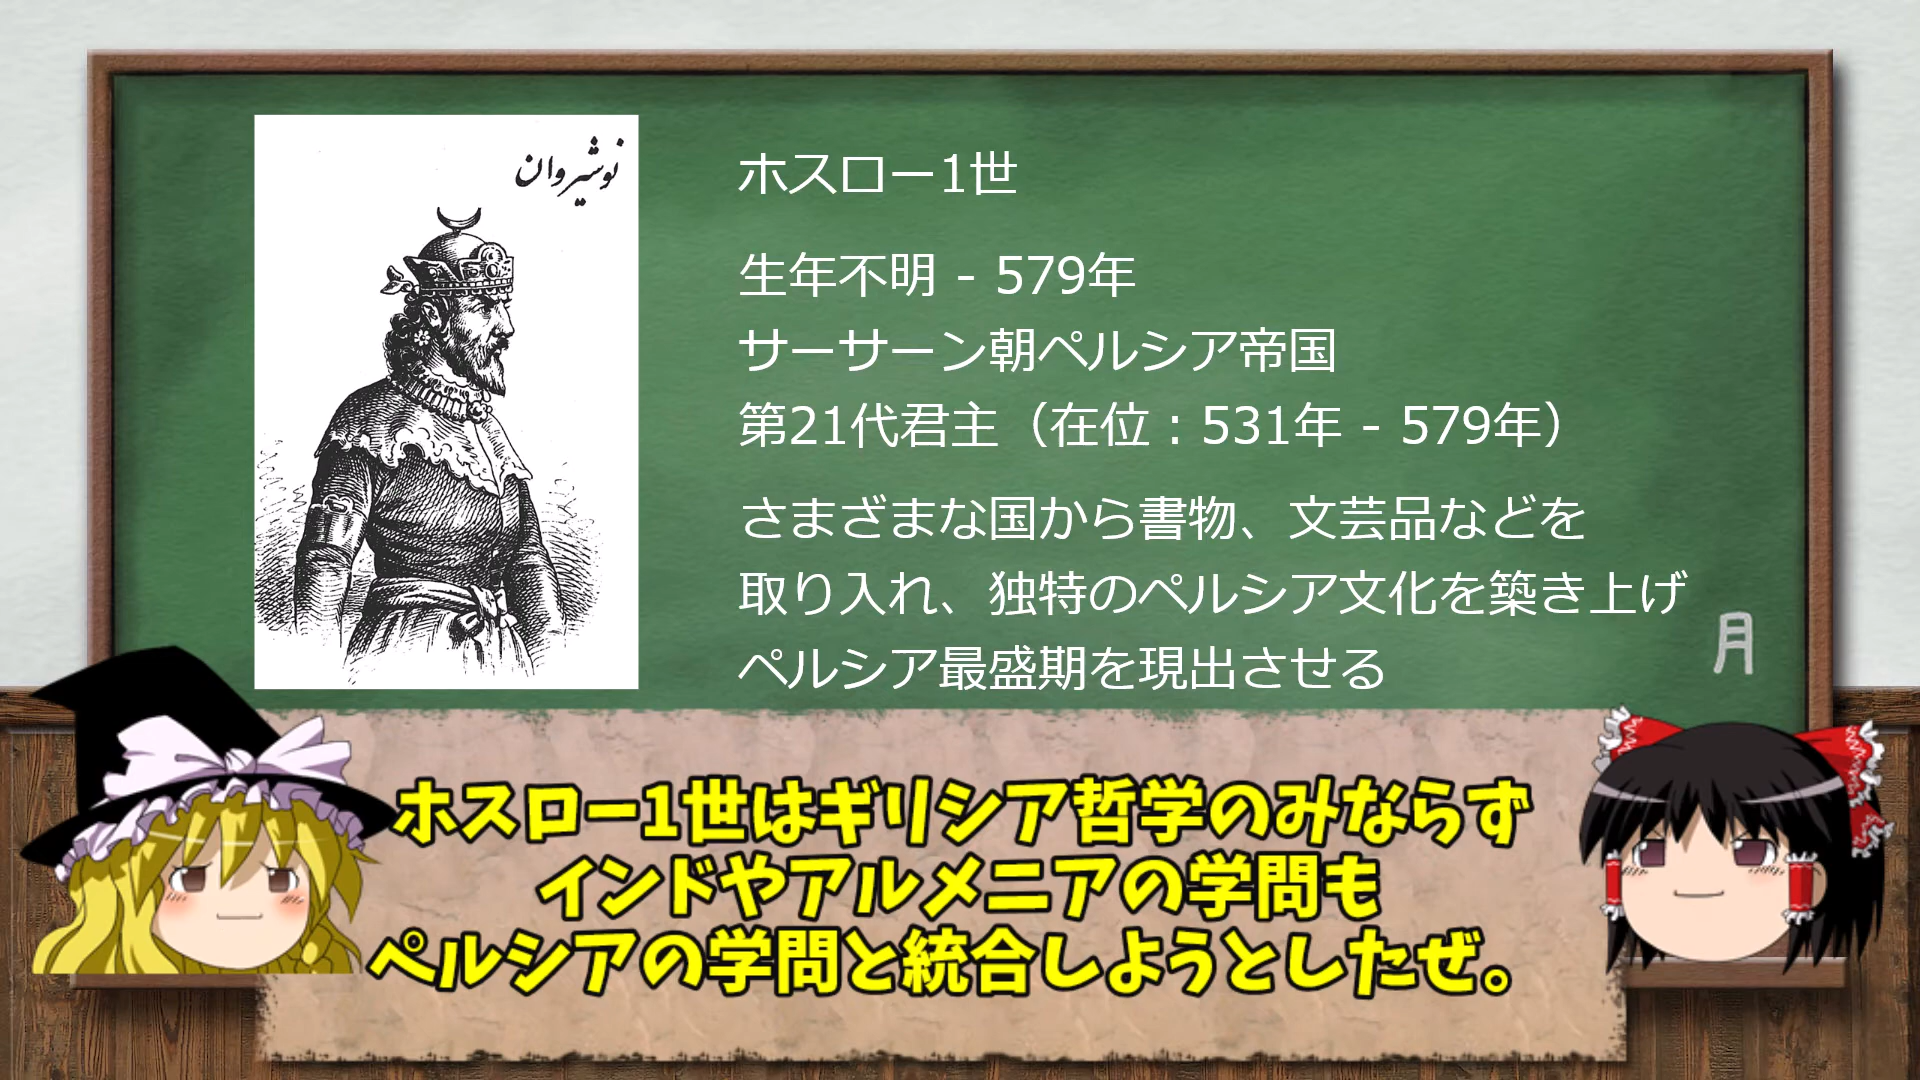 نوشیروان
ホスロー1世
生年不明 - 579年
サーサーン朝ペルシア帝国
第21代君主（在位：531年 - 579年）
さまざまな国から書物、文芸品などを
取り入れ、独特のペルシア文化を築き上げ
ペルシア最盛期を現出させる
月
ホスロー1世はギリシア哲学のみならず
インドやアルメニアの学問も
ペルシアの学問と統合しようとしたぜ。